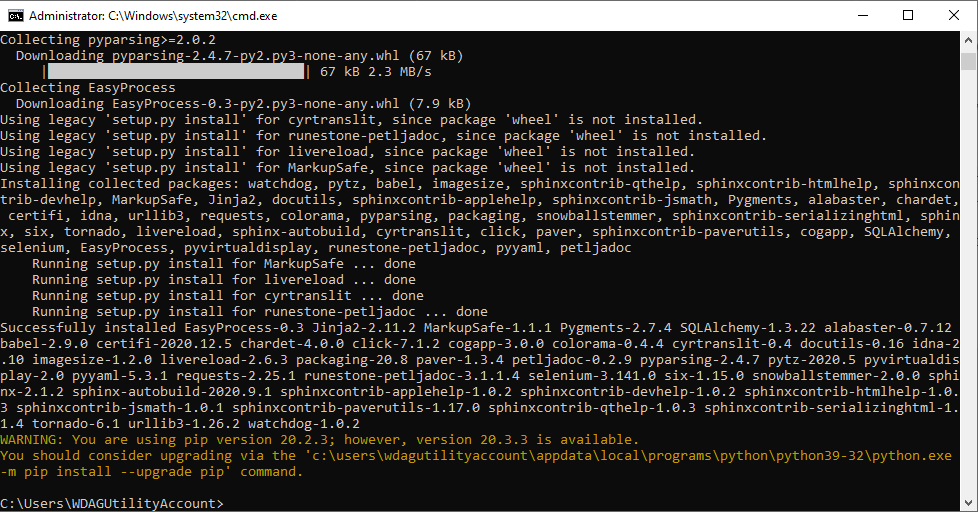 Administrator: C:\Windows\system32\cmd.exe
Collecting pyparsing>=2.0.2
  Downloading pyparsing-2.4.7-py2.py3-none-any.whl (67 kB)
     |████████████████████████████████| 67 kB 2.3 MB/s
Collecting EasyProcess
  Downloading EasyProcess-0.3-py2.py3-none-any.whl (7.9 kB)
Using legacy 'setup.py install' for cyrtranslit, since package 'wheel' is not installed.
Using legacy 'setup.py install' for runestone-petljadoc, since package 'wheel' is not installed.
Using legacy 'setup.py install' for livereload, since package 'wheel' is not installed.
Using legacy 'setup.py install' for MarkupSafe, since package 'wheel' is not installed.
Installing collected packages: watchdog, pytz, babel, imagesize, sphinxcontrib-qthelp, sphinxcontrib-htmlhelp, sphinxcon
trib-devhelp, MarkupSafe, Jinja2, docutils, sphinxcontrib-applehelp, sphinxcontrib-jsmath, Pygments, alabaster, chardet,
 certifi, idna, urllib3, requests, colorama, pyparsing, packaging, snowballstemmer, sphinxcontrib-serializinghtml, sphin
x, six, tornado, livereload, sphinx-autobuild, cyrtranslit, click, paver, sphinxcontrib-paverutils, cogapp, SQLAlchemy,
selenium, EasyProcess, pyvirtualdisplay, runestone-petljadoc, pyyaml, petljadoc
    Running setup.py install for MarkupSafe ... done
    Running setup.py install for livereload ... done
    Running setup.py install for cyrtranslit ... done
    Running setup.py install for runestone-petljadoc ... done
Successfully installed EasyProcess-0.3 Jinja2-2.11.2 MarkupSafe-1.1.1 Pygments-2.7.4 SQLAlchemy-1.3.22 alabaster-0.7.12
babel-2.9.0 certifi-2020.12.5 chardet-4.0.0 click-7.1.2 cogapp-3.0.0 colorama-0.4.4 cyrtranslit-0.4 docutils-0.16 idna-2
.10 imagesize-1.2.0 livereload-2.6.3 packaging-20.8 paver-1.3.4 petljadoc-0.2.9 pyparsing-2.4.7 pytz-2020.5 pyvirtualdis
play-2.0 pyyaml-5.3.1 requests-2.25.1 runestone-petljadoc-3.1.1.4 selenium-3.141.0 six-1.15.0 snowballstemmer-2.0.0 sphi
nx-2.1.2 sphinx-autobuild-2020.9.1 sphinxcontrib-applehelp-1.0.2 sphinxcontrib-devhelp-1.0.2 sphinxcontrib-htmlhelp-1.0.
3 sphinxcontrib-jsmath-1.0.1 sphinxcontrib-paverutils-1.17.0 sphinxcontrib-qthelp-1.0.3 sphinxcontrib-serializinghtml-1.
1.4 tornado-6.1 urllib3-1.26.2 watchdog-1.0.2
WARNING: You are using pip version 20.2.3; however, version 20.3.3 is available.
You should consider upgrading via the 'c:\users\wdagutilityaccount\appdata\local\programs\python\python39-32\python.exe
-m pip install --upgrade pip' command.
C:\Users\WDAGUtilityAccount>